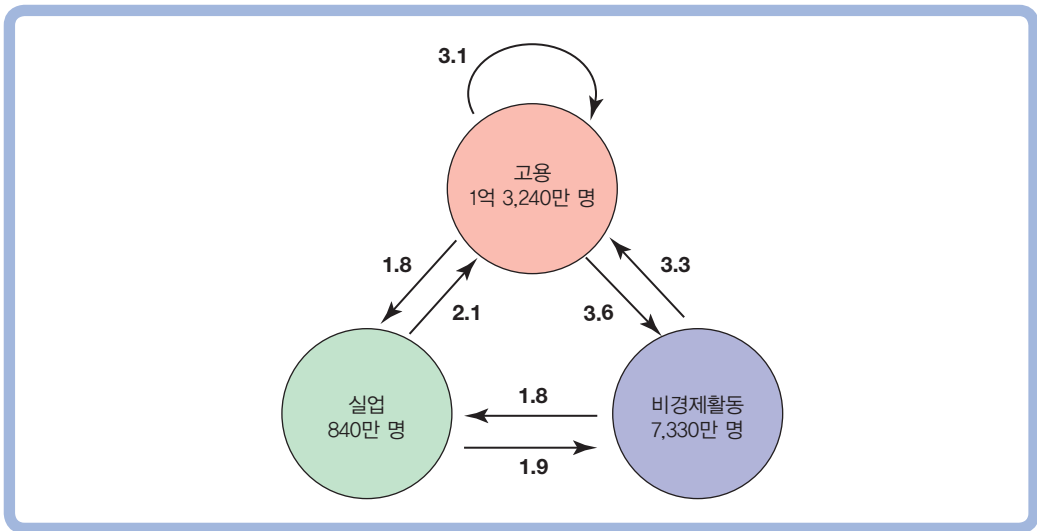 3.1
고용
1억 3,240만 명
1.8
2.1
3.6
3.3
실업
840만 명
1.8
1.9
비경제활동
7,330만 명